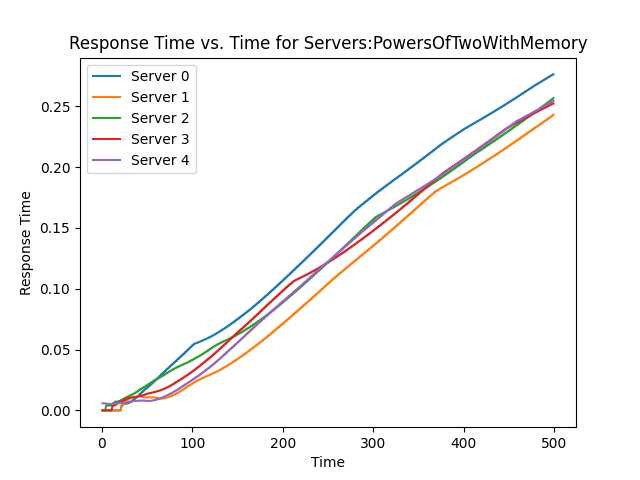 Response Time vs. Time for Servers:PowersOfTwoWithMemory
Server 0
Server 1
Server 2
Server 3
Server 4
Response Time
0.25
0.20
0.15
0.10
0.05
0.00
0 100 200 300 400 500
Time